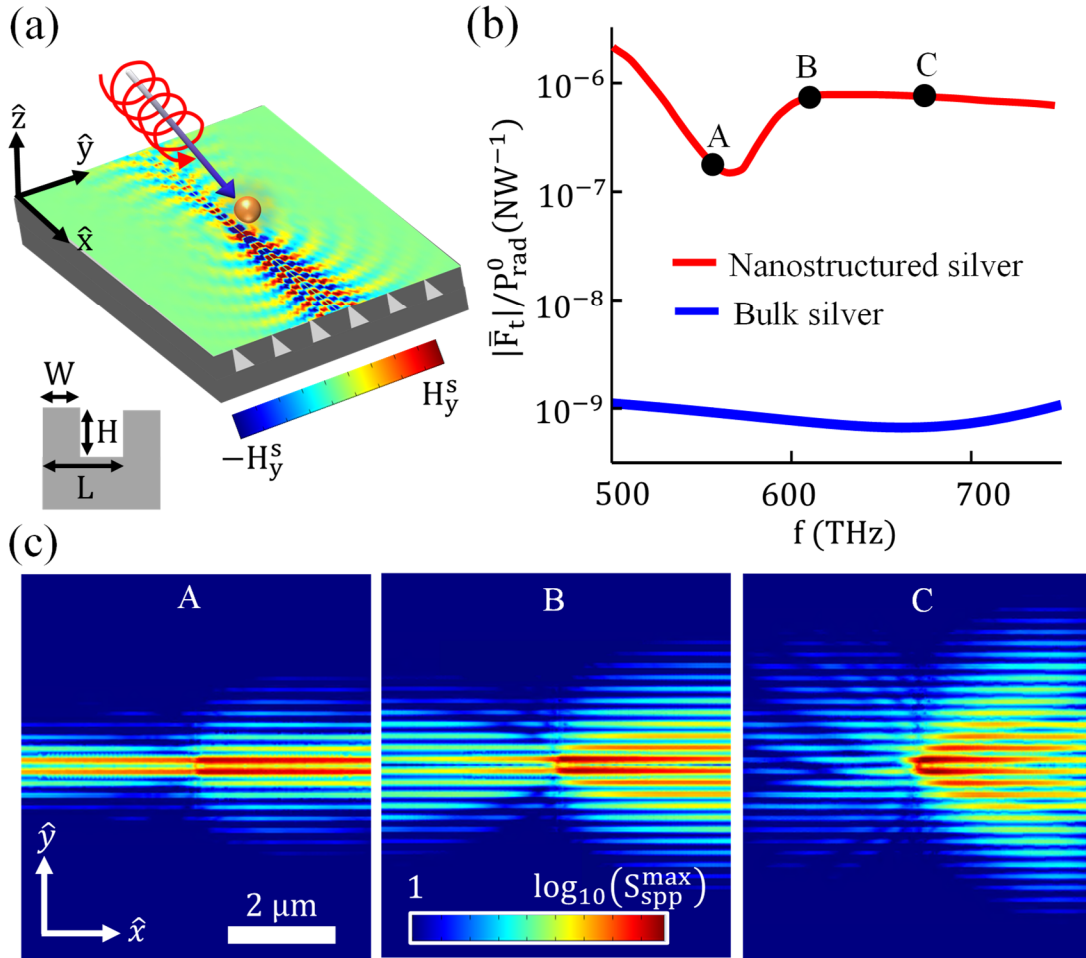 (a)
ẑ
ŷ
x̂
W
H
L
H_y^s
−H_y^s
(b)
|F̿_t|/P_rad^0 (NW⁻¹)
10⁻⁶
10⁻⁷
10⁻⁸
10⁻⁹
A
B
C
Nanostructured silver
Bulk silver
500
600
700
f (THz)
(c)
A
B
C
ŷ
x̂
2 μm
1
log₁₀(S_spp^max)